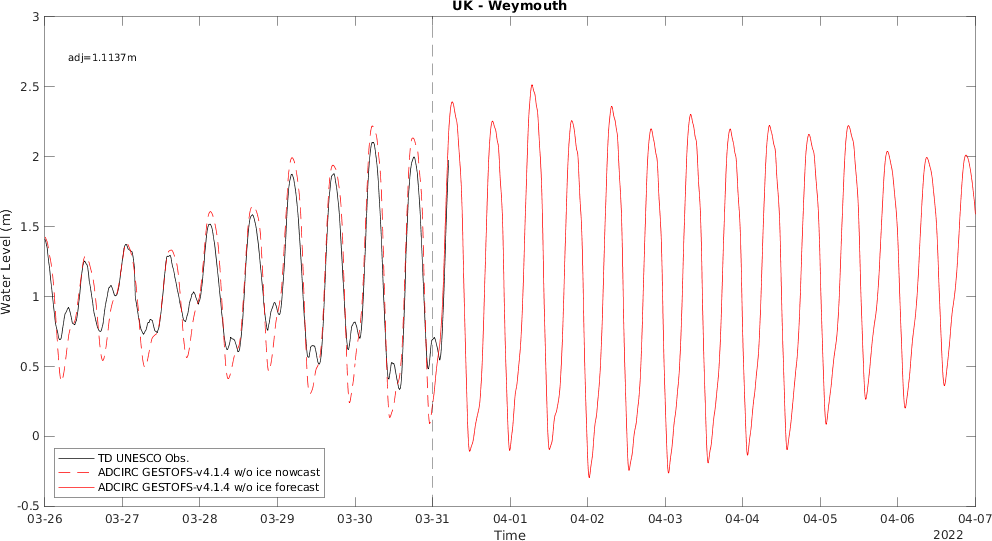 UK - Weymouth
adj=1.1137m
3
2.5
2
1.5
1
0.5
0
-0.5
Water Level (m)
TD UNESCO Obs.
ADCIRC GESTOFS-v4.1.4 w/o ice nowcast
ADCIRC GESTOFS-v4.1.4 w/o ice forecast
03-26 03-27 03-28 03-29 03-30 03-31 04-01 04-02 04-03 04-04 04-05 04-06 04-07
Time
2022